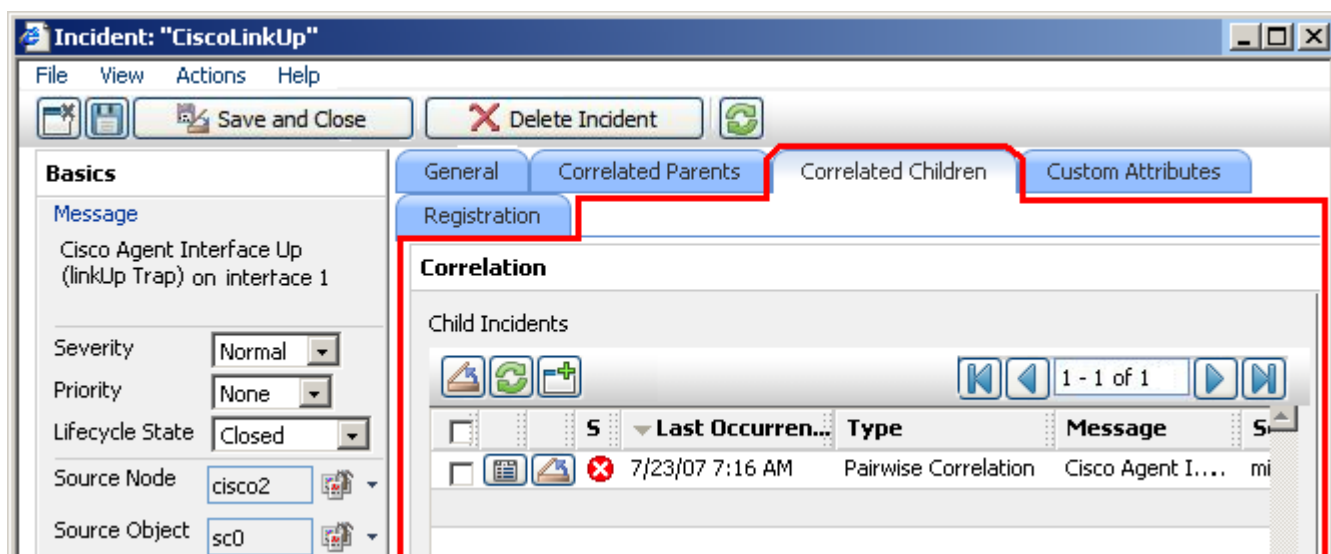 Incident: "CiscoLinkUp"
File View Actions Help
Save and Close Delete Incident
Basics
Message
Cisco Agent Interface Up
(linkUp Trap) on interface 1
Severity Normal
Priority None
Lifecycle State Closed
Source Node cisco2
Source Object sc0
General Correlated Parents Correlated Children Custom Attributes
Registration
Correlation
Child Incidents
1 - 1 of 1
S Last Occurren... Type Message
7/23/07 7:16 AM Pairwise Correlation Cisco Agent I.... mi